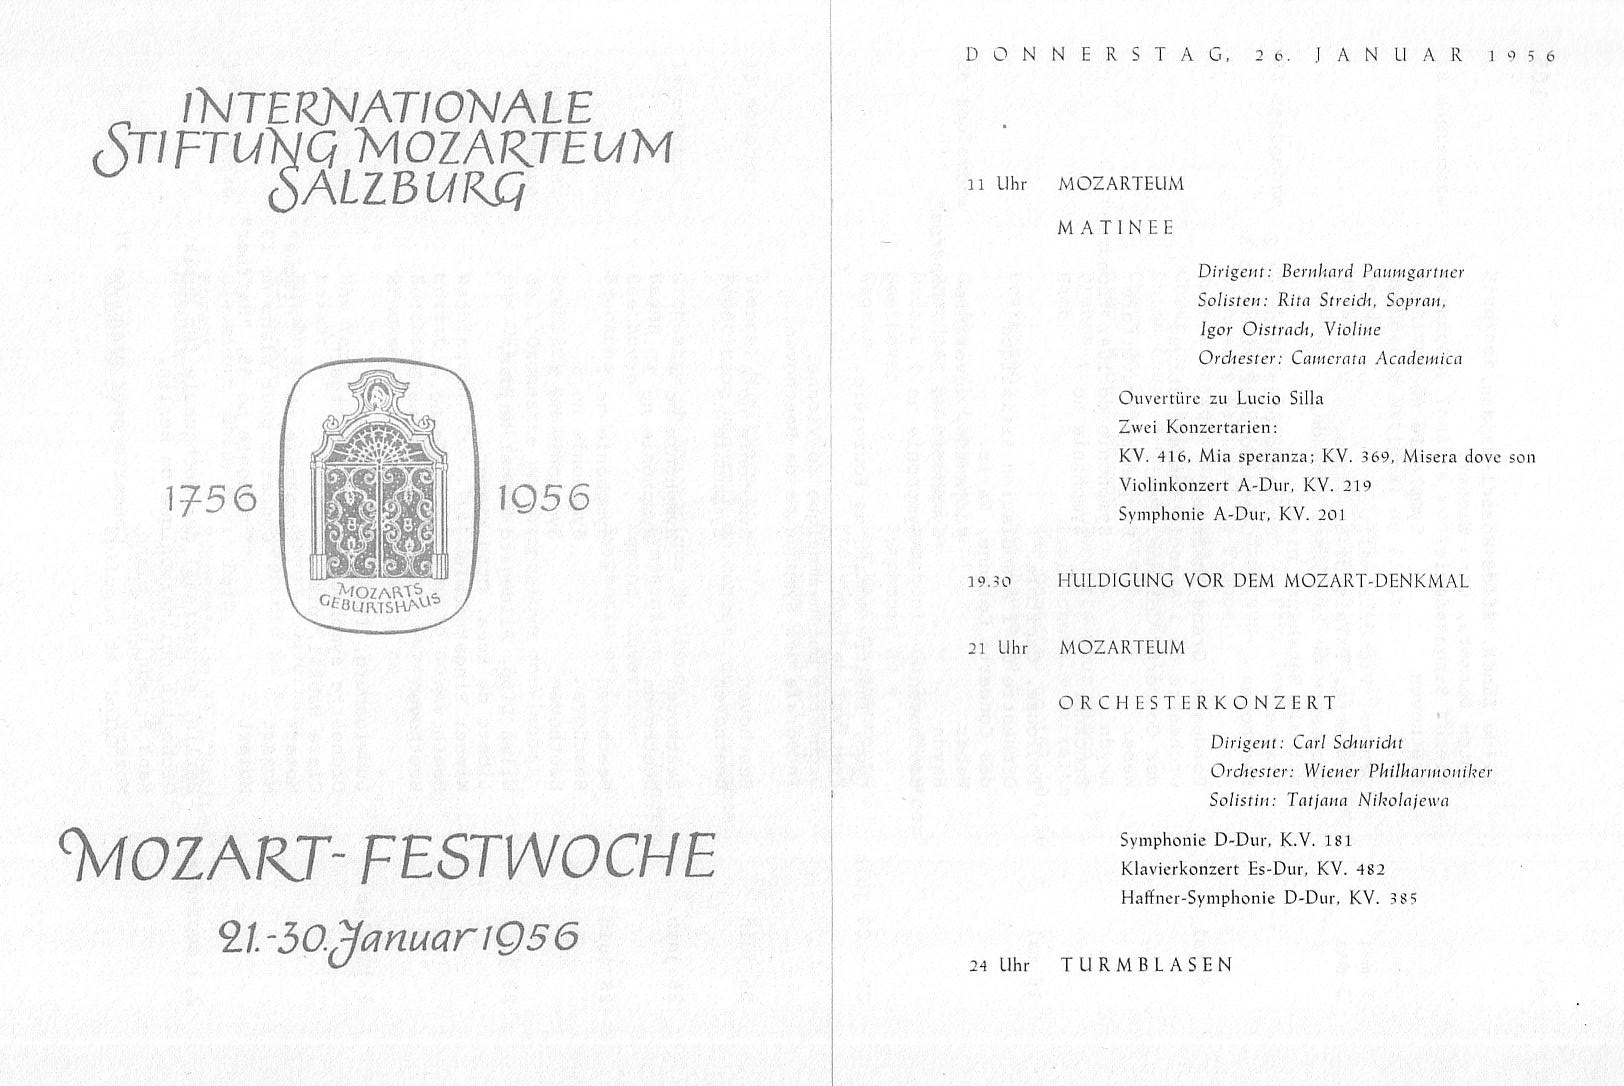 INTERNATIONALE
STIFTUNG MOZARTEUM
SALZBURG
1756
1956
MOZARTS
GEBURTSHAUS
MOZART-FESTWOCHE
21.-30. Januar 1956
DONNERSTAG, 26. JANUAR 1956
11 Uhr MOZARTEUM
MATINEE
Dirigent: Bernhard Paumgartner
Solisten: Rita Streich, Sopran,
Igor Oistrach, Violine
Orchester: Camerata Academica
Ouvertüre zu Lucio Silla
Zwei Konzertarien:
KV. 416, Mia speranza; KV. 369, Misera dove son
Violinkonzert A-Dur, KV. 219
Symphonie A-Dur, KV. 201
19.30 HULDIGUNG VOR DEM MOZART-DENKMAL
21 Uhr MOZARTEUM
ORCHESTERKONZERT
Dirigent: Carl Schuricht
Orchester: Wiener Philharmoniker
Solistin: Tatjana Nikolajewa
Symphonie D-Dur, K.V. 181
Klavierkonzert Es-Dur, KV. 482
Haffner-Symphonie D-Dur, KV. 385
24 Uhr TURMBLASEN